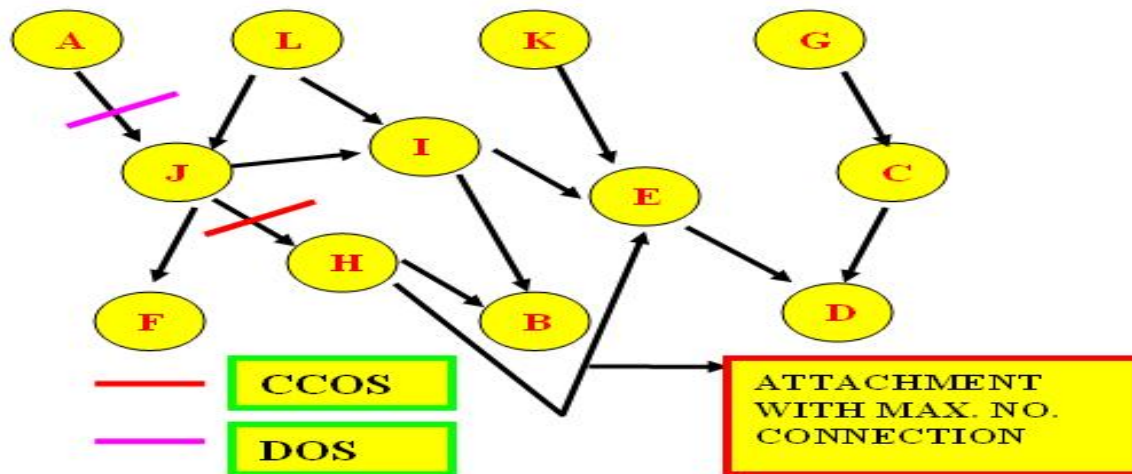 A
L
K
G
J
I
E
C
H
F
B
D
CCOS
DOS
ATTACHMENT
WITH MAX. NO.
CONNECTION